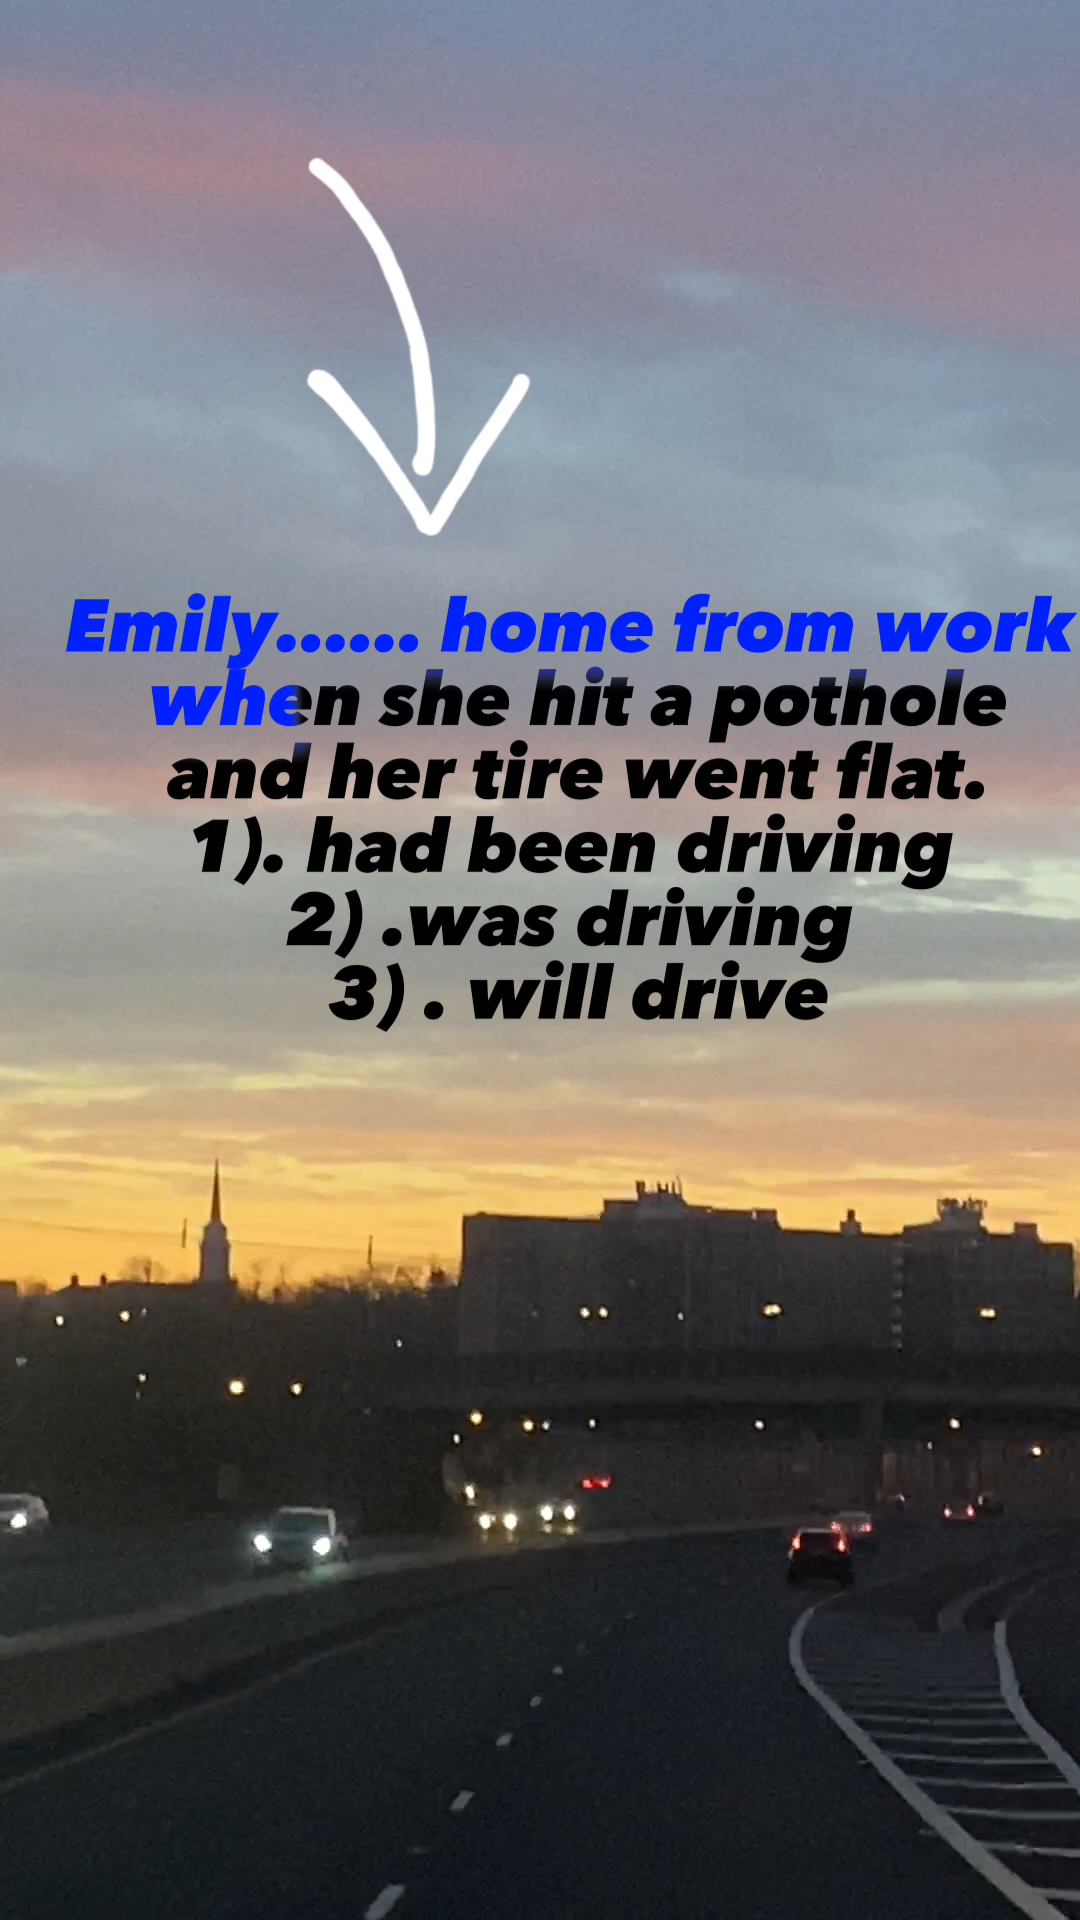 Emily...... home from work
when she hit a pothole
and her tire went flat.
1). had been driving
2) .was driving
3) . will drive